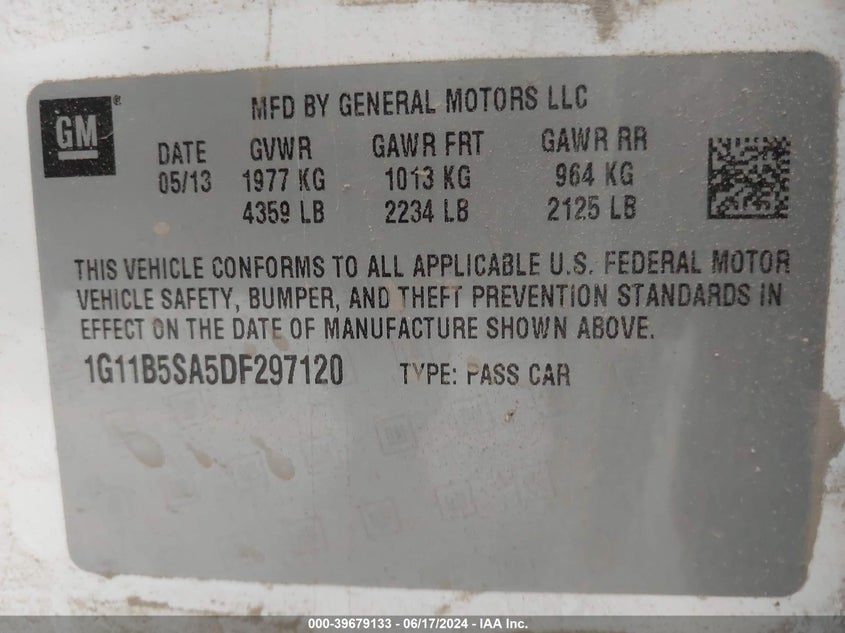 MFD BY GENERAL MOTORS LLC
GM®
DATE GVWR GAWR FRT GAWR RR
05/13 1977 KG 1013 KG 964 KG
4359 LB 2234 LB 2125 LB
THIS VEHICLE CONFORMS TO ALL APPLICABLE U.S. FEDERAL MOTOR
VEHICLE SAFETY, BUMPER, AND THEFT PREVENTION STANDARDS IN
EFFECT ON THE DATE OF MANUFACTURE SHOWN ABOVE.
1G11B5SA5DF297120 TYPE: PASS CAR
000-39679133 - 06/17/2024 - IAA Inc.